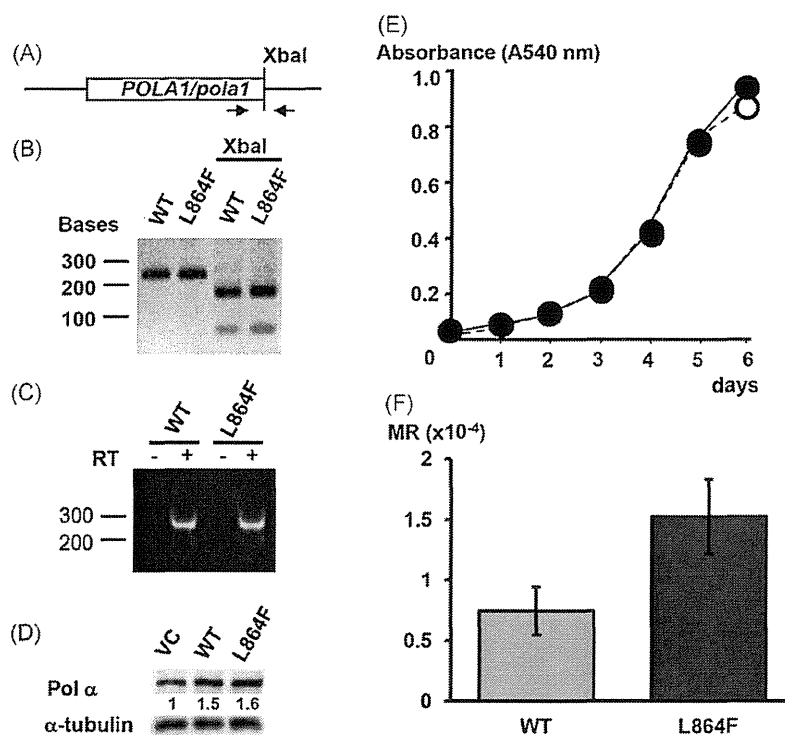 (A)
XbaI
POLA1/pola1
(B)
XbaI
WT
L864F
WT
L864F
Bases
300
200
100
(C)
WT
L864F
RT
- + - +
300
200
(D)
VC
WT
L864F
Pol α
1 1.5 1.6
α-tubulin
(E)
Absorbance (A540 nm)
1.0
0.8
0.6
0.4
0.2
0
1 2 3 4 5 6
days
(F)
MR (x10-4)
2
1.5
1
0.5
0
WT
L864F